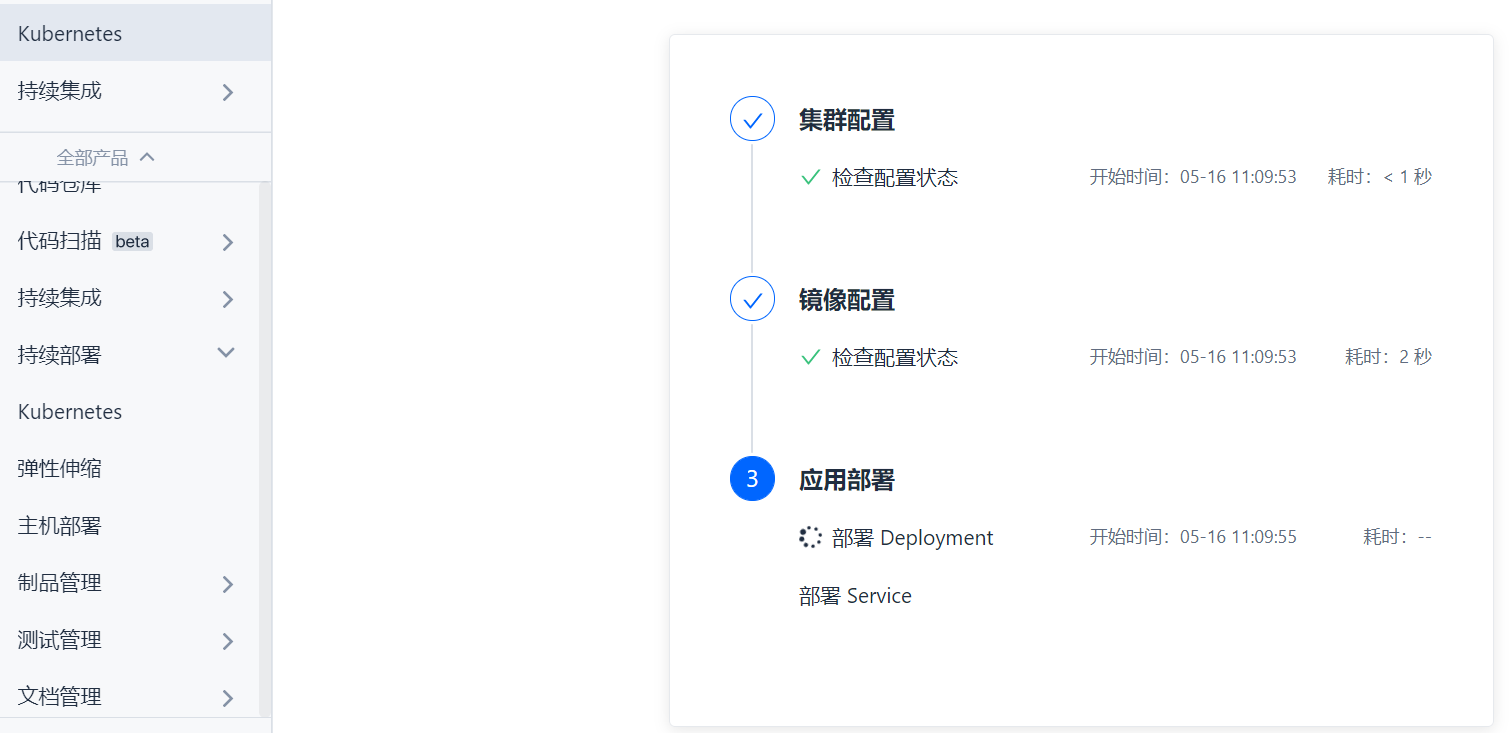 Kubernetes
持续集成
全部产品
代码仓库
代码扫描 beta
持续集成
持续部署
Kubernetes
弹性伸缩
主机部署
制品管理
测试管理
文档管理
集群配置
检查配置状态 开始时间：05-16 11:09:53 耗时：< 1 秒
镜像配置
检查配置状态 开始时间：05-16 11:09:53 耗时：2 秒
3 应用部署
部署 Deployment 开始时间：05-16 11:09:55 耗时：--
部署 Service